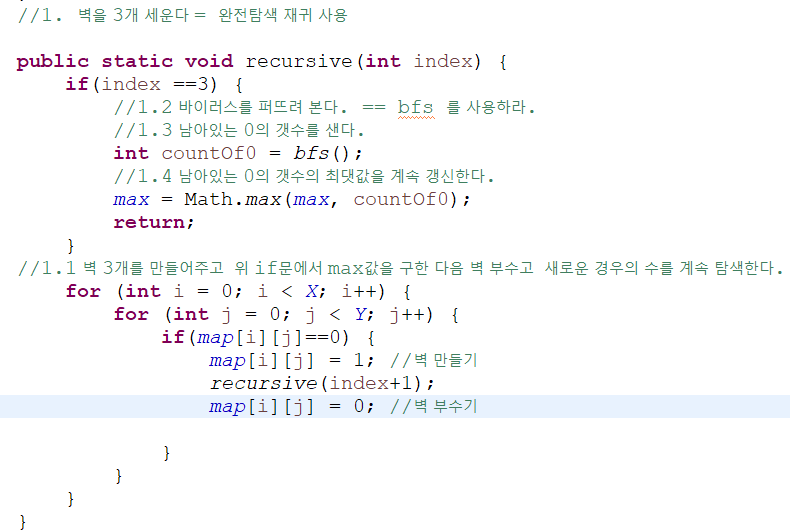 //1. 벽을 3개 세운다 = 완전탐색 재귀 사용
public static void recursive(int index) {
if(index ==3) {
//1.2 바이러스를 퍼뜨려 본다. == bfs 를 사용하라.
//1.3 남아있는 0의 갯수를 샌다.
int countOf0 = bfs();
//1.4 남아있는 0의 갯수의 최댓값을 계속 갱신한다.
max = Math.max(max, countOf0);
return;
}
//1.1 벽 3개를 만들어주고 위 if문에서 max값을 구한 다음 벽 부수고 새로운 경우의 수를 계속 탐색한다.
for (int i = 0; i < X; i++) {
for (int j = 0; j < Y; j++) {
if(map[i][j]==0) {
map[i][j] = 1; //벽 만들기
recursive(index+1);
map[i][j] = 0; //벽 부수기
}
}
}
}